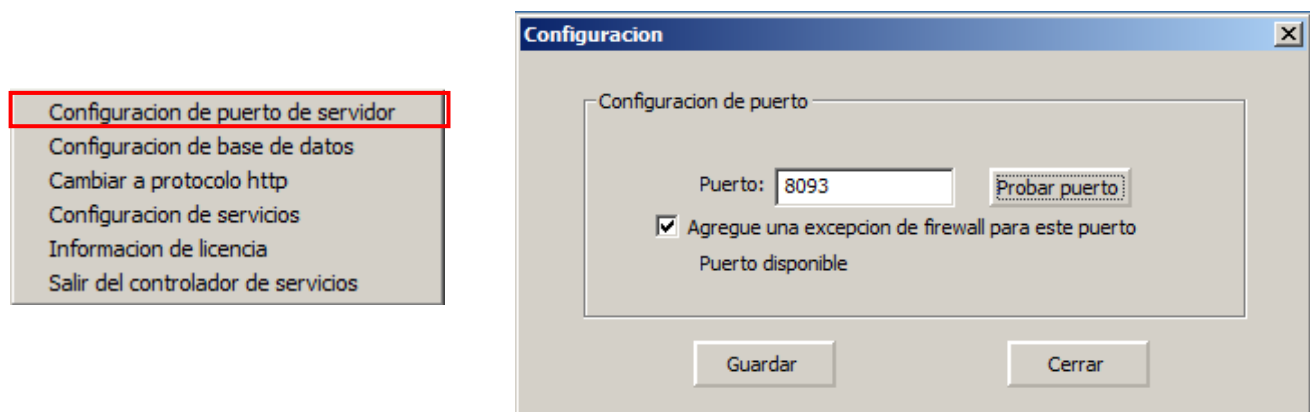 Configuracion de puerto de servidor
Configuracion de base de datos
Cambiar a protocolo http
Configuracion de servicios
Informacion de licencia
Salir del controlador de servicios
Configuracion
Configuracion de puerto
Puerto: 8093 Probar puerto
Agregue una excepcion de firewall para este puerto
Puerto disponible
Guardar Cerrar